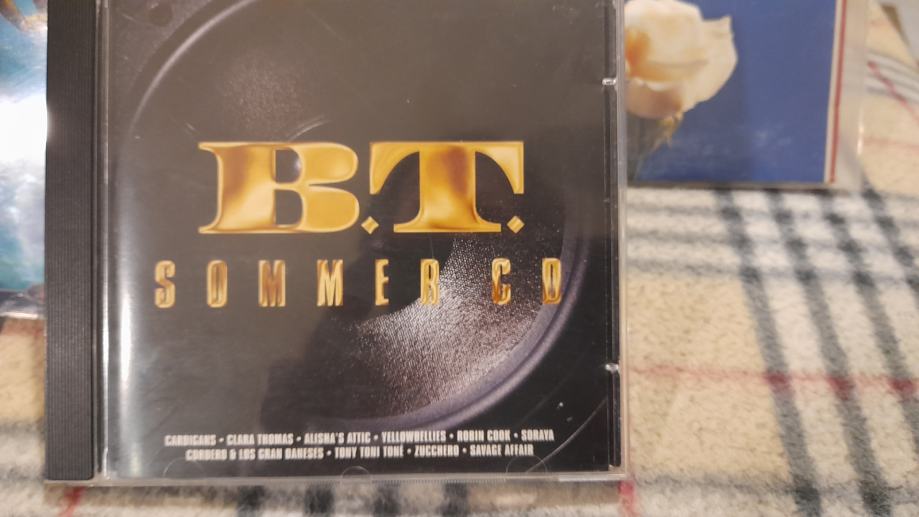 B.T.
SOMMER CD
CARDIGANS • CLARA THOMAS • ALISHA'S ATTIC • YELLOWBELLIES • ROBIN COOK • SORAYA
CORDERO & LOS GRAN DANESES • TONY TONI TONÉ • ZUCCHERO • SAVAGE AFFAIR